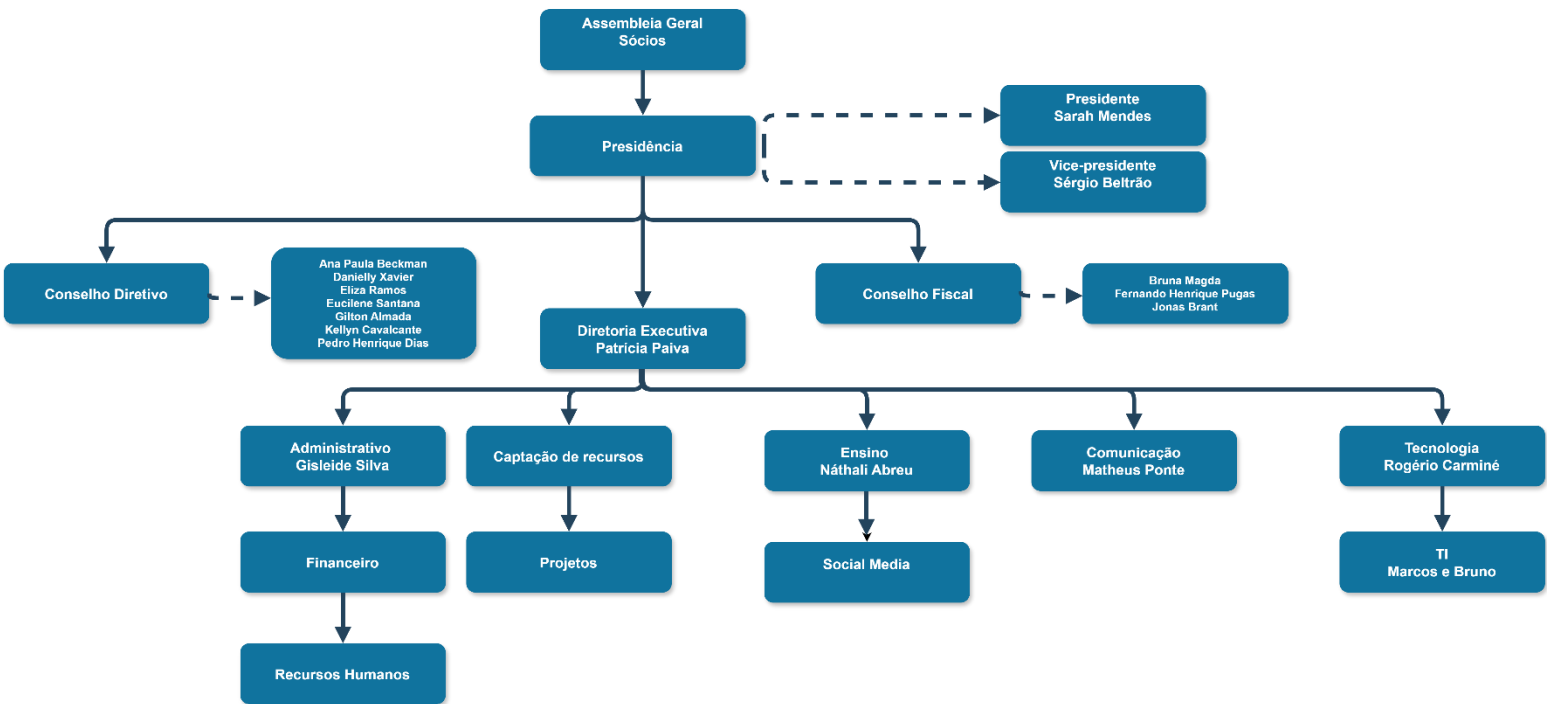 Assembleia Geral
Sócios
Presidência
Presidente
Sarah Mendes
Vice-presidente
Sérgio Beltrão
Conselho Diretivo
Ana Paula Beckman
Danielly Xavier
Eliza Ramos
Eucilene Santana
Gilton Almada
Kellyn Cavalcante
Pedro Henrique Dias
Conselho Fiscal
Bruna Magda
Fernando Henrique Pugas
Jonas Brant
Diretoria Executiva
Patricia Paiva
Administrativo
Gisleide Silva
Captação de recursos
Ensino
Náthali Abreu
Comunicação
Matheus Ponte
Tecnologia
Rogério Carminé
Financeiro
Projetos
Social Media
TI
Marcos e Bruno
Recursos Humanos